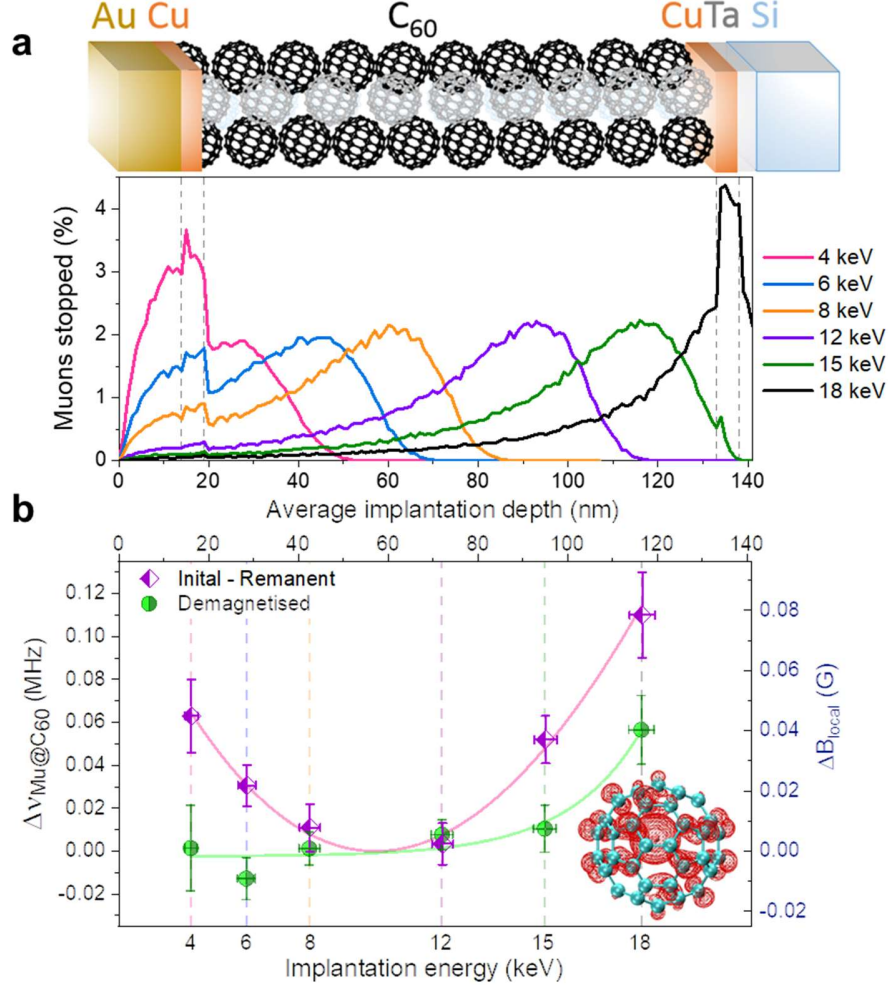 Au Cu C60 CuTa Si
a
4
3
2
1
0
Muons stopped (%)
4 keV
6 keV
8 keV
12 keV
15 keV
18 keV
0 20 40 60 80 100 120 140
Average implantation depth (nm)
b
0 20 40 60 80 100 120 140
Inital - Remanent
Demagnetised
0.12
0.10
0.08
0.06
0.04
0.02
0.00
-0.02
ΔνMu@C60 (MHz)
0.08
0.06
0.04
0.02
0.00
-0.02
ΔBlocal (G)
4 6 8 12 15 18
Implantation energy (keV)